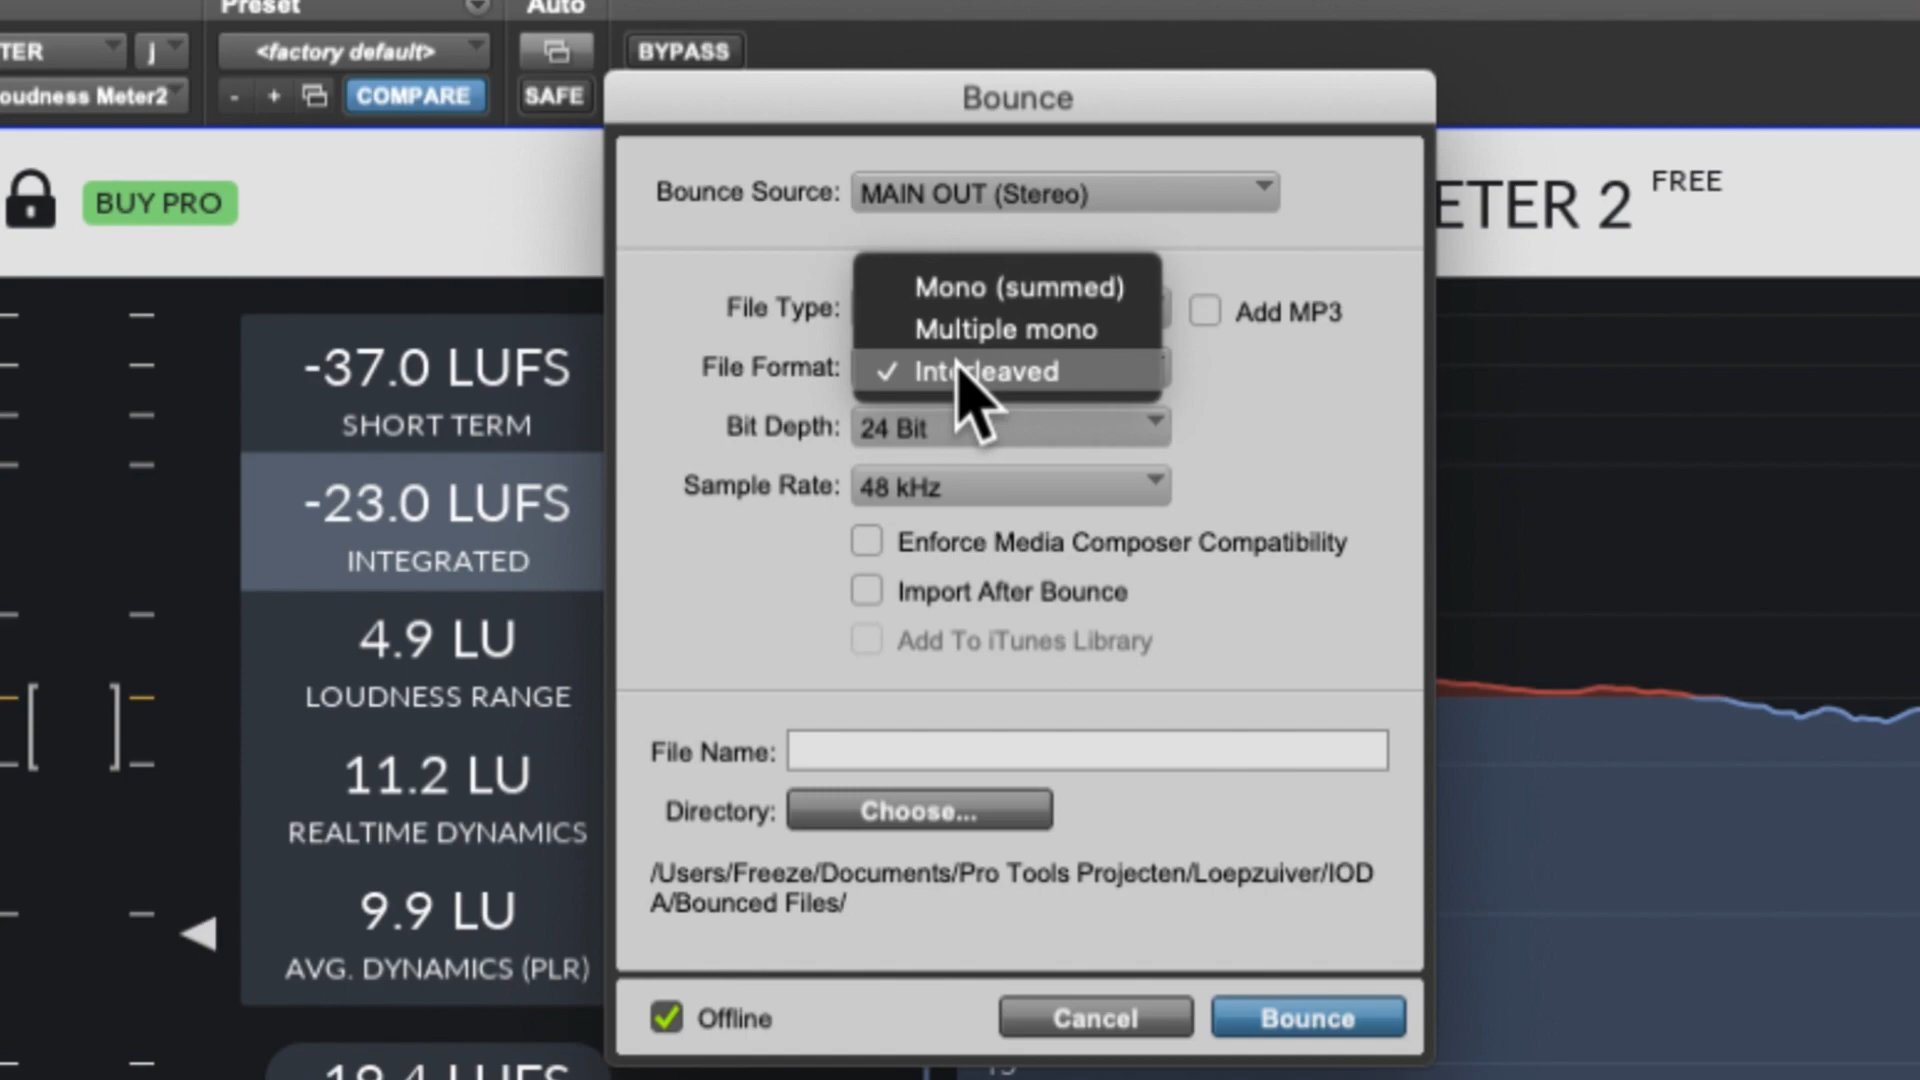 Preset
Auto
TER
j
<factory default>
BYPASS
oudness Meter2
-
+
COMPARE
SAFE
Bounce
BUY PRO
ETER 2 FREE
Bounce Source: MAIN OUT (Stereo)
Mono (summed)
File Type:
Add MP3
Multiple mono
File Format:
✓ Interleaved
Bit Depth: 24 Bit
Sample Rate: 48 kHz
Enforce Media Composer Compatibility
Import After Bounce
Add To iTunes Library
-37.0 LUFS
SHORT TERM
-23.0 LUFS
INTEGRATED
4.9 LU
LOUDNESS RANGE
11.2 LU
REALTIME DYNAMICS
9.9 LU
AVG. DYNAMICS (PLR)
File Name:
Directory: Choose...
/Users/Freeze/Documents/Pro Tools Projecten/Loepzuiver/IOD
A/Bounced Files/
Offline
Cancel
Bounce